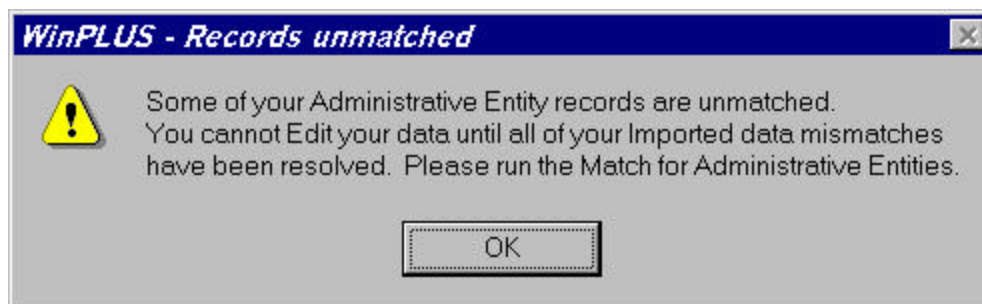 WinPLUS - Records unmatched
Some of your Administrative Entity records are unmatched.
You cannot Edit your data until all of your Imported data mismatches
have been resolved.  Please run the Match for Administrative Entities.
OK